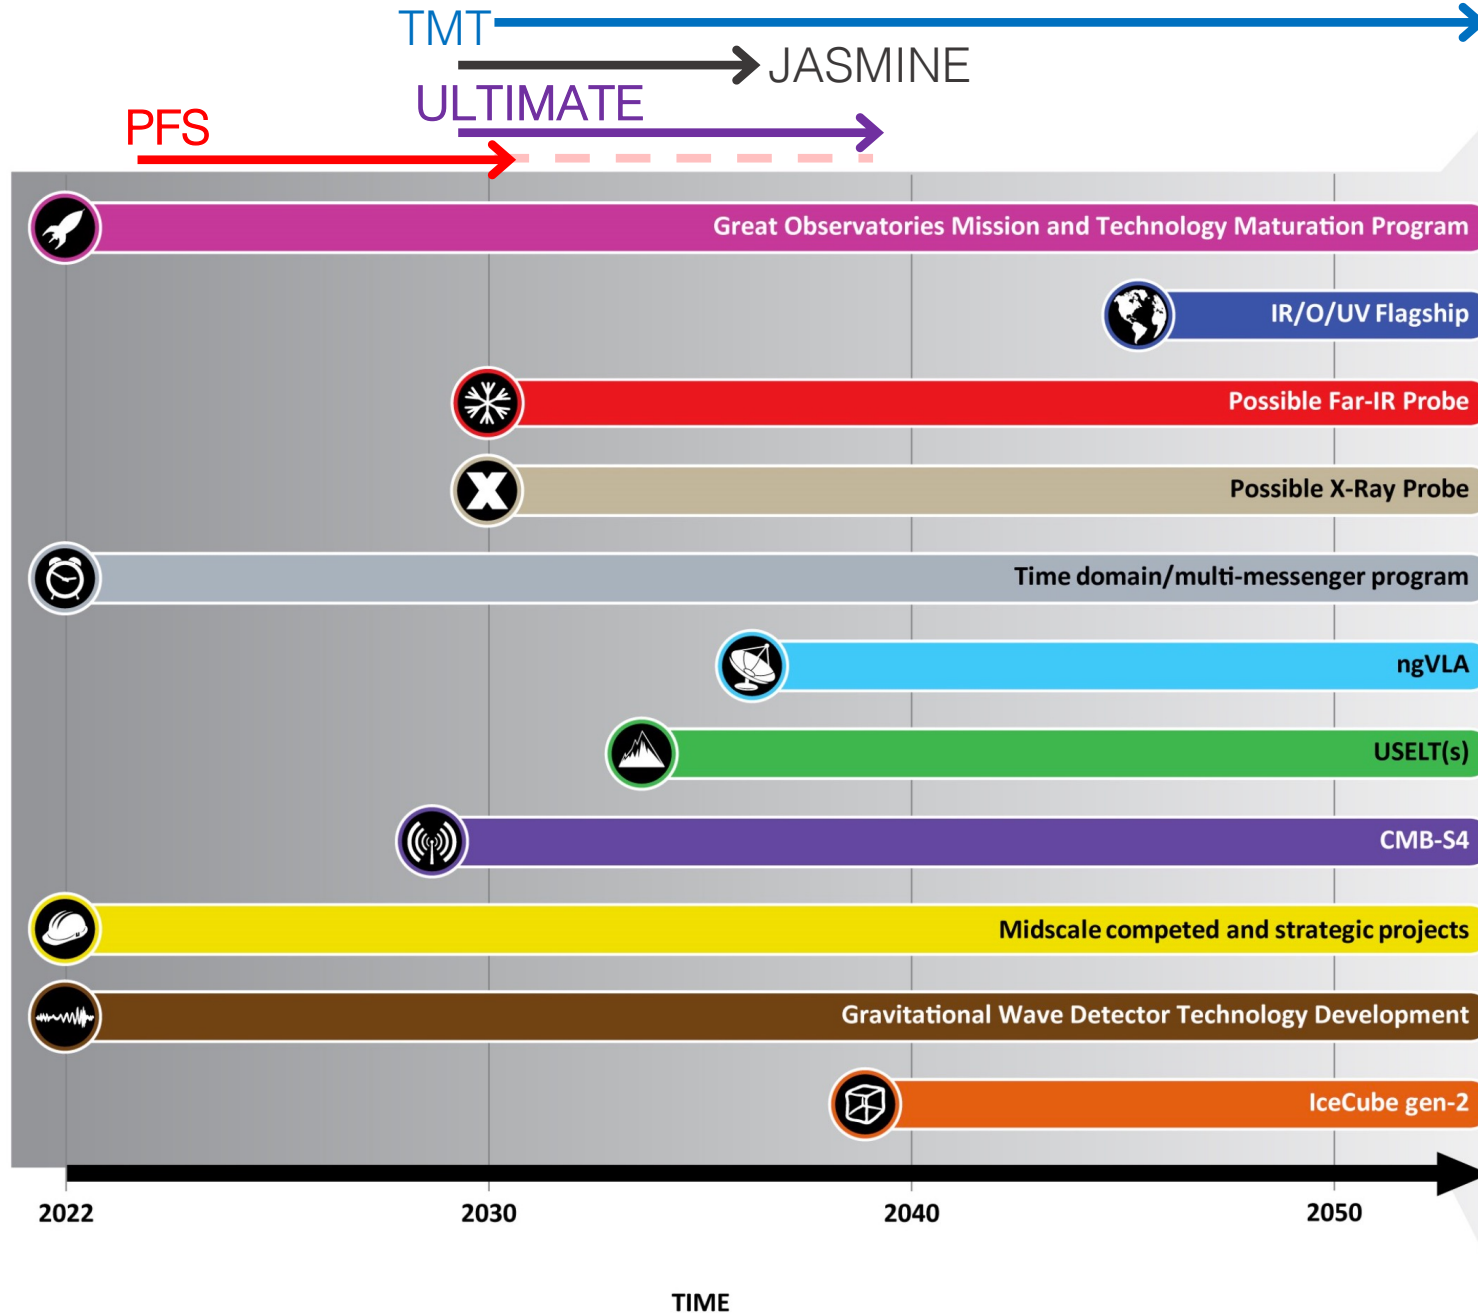 TMT
JASMINE
ULTIMATE
PFS
Great Observatories Mission and Technology Maturation Program
IR/O/UV Flagship
Possible Far-IR Probe
X
Possible X-Ray Probe
Time domain/multi-messenger program
ngVLA
USELT(s)
CMB-S4
Midscale competed and strategic projects
Gravitational Wave Detector Technology Development
IceCube gen-2
2022 2030 2040 2050
TIME